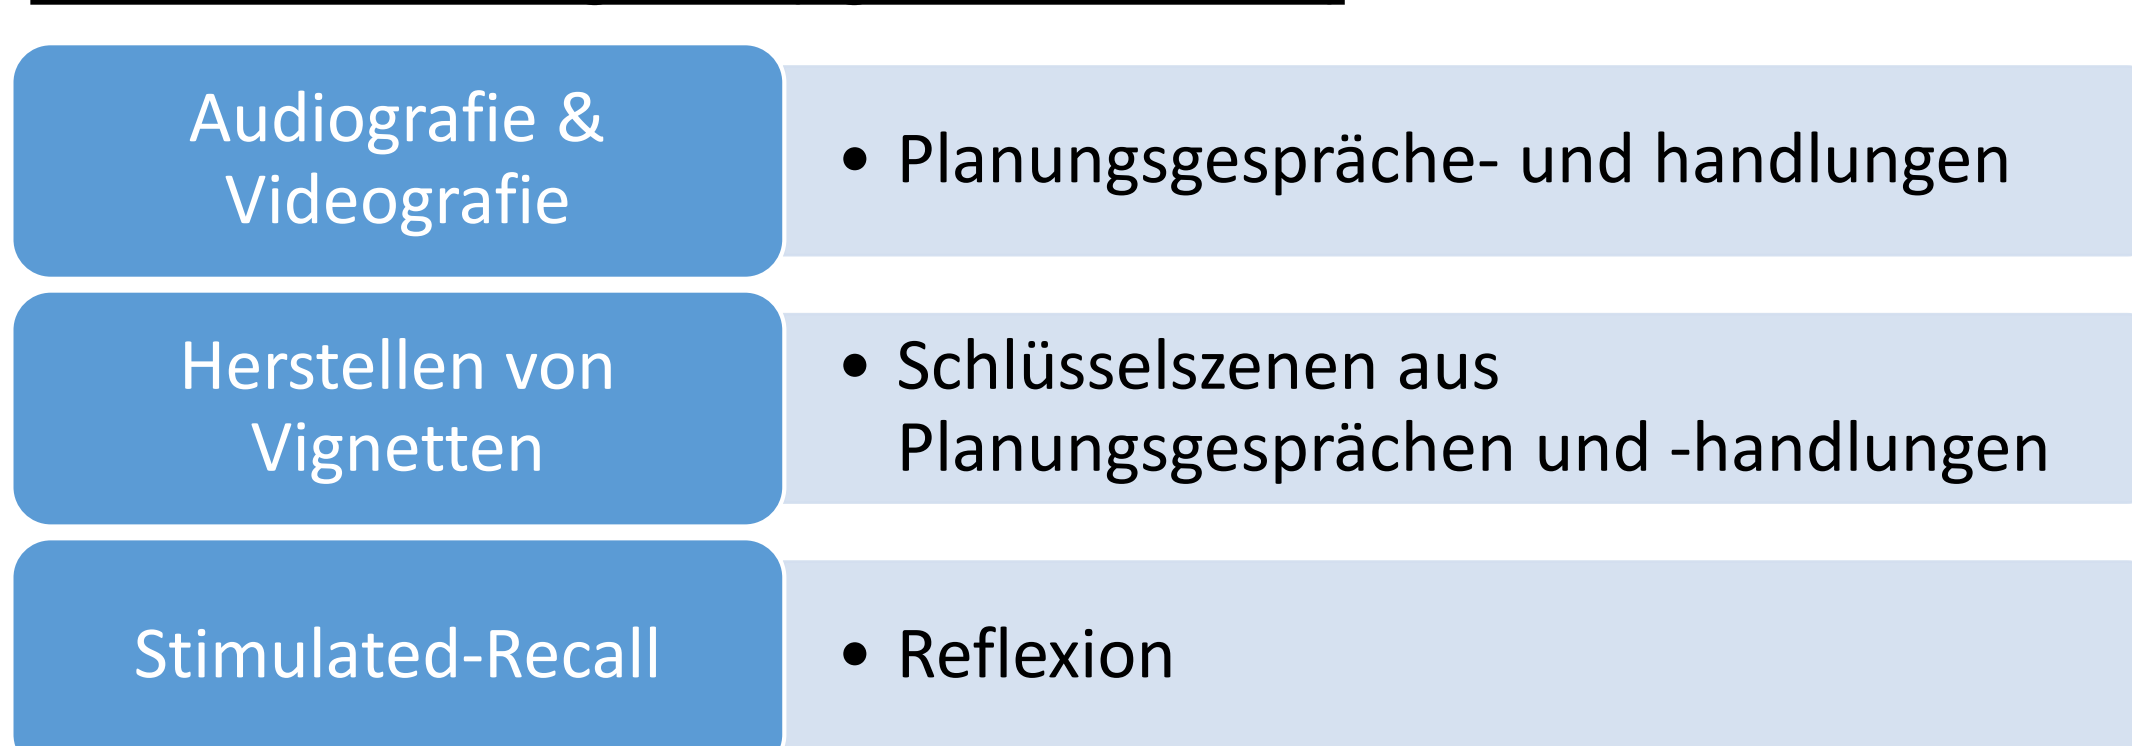 Audiografie &
Videografie
• Planungsgespräche- und handlungen
Herstellen von
Vignetten
• Schlüsselszenen aus
Planungsgesprächen und -handlungen
Stimulated-Recall
• Reflexion